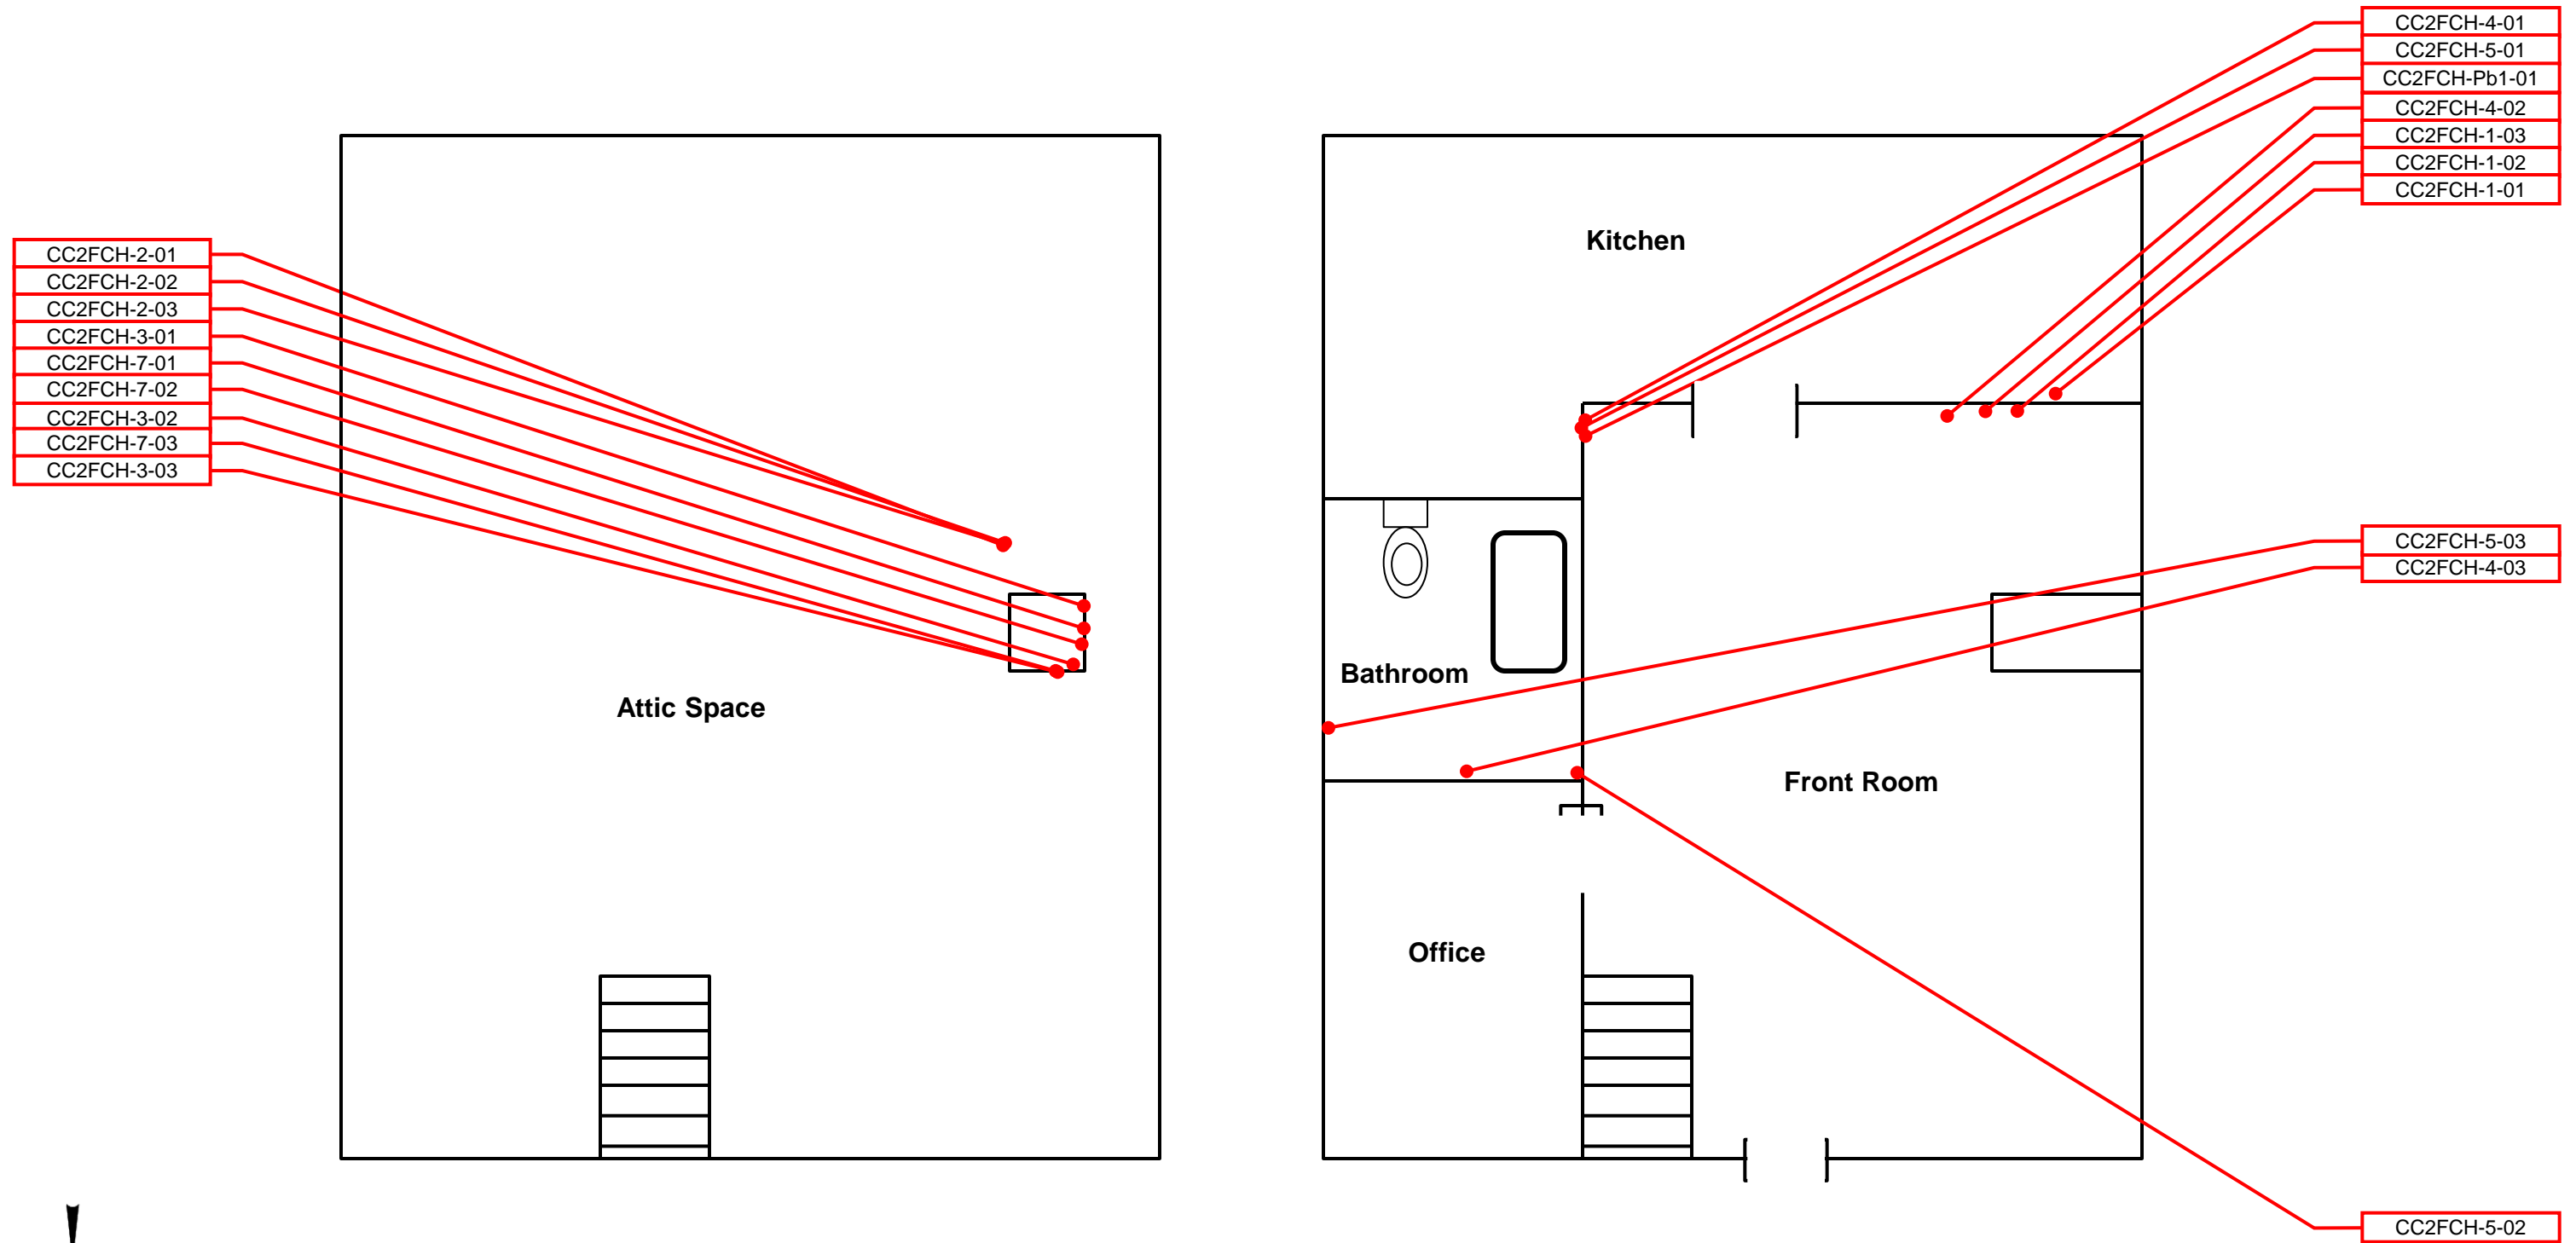 CC2FCH-4-01
CC2FCH-5-01
CC2FCH-Pb1-01
CC2FCH-4-02
CC2FCH-1-03
CC2FCH-1-02
CC2FCH-1-01
Kitchen
CC2FCH-2-01
CC2FCH-2-02
CC2FCH-2-03
CC2FCH-3-01
CC2FCH-7-01
CC2FCH-7-02
CC2FCH-3-02
CC2FCH-7-03
CC2FCH-3-03
CC2FCH-5-03
CC2FCH-4-03
Bathroom
Attic Space
Front Room
Office
CC2FCH-5-02